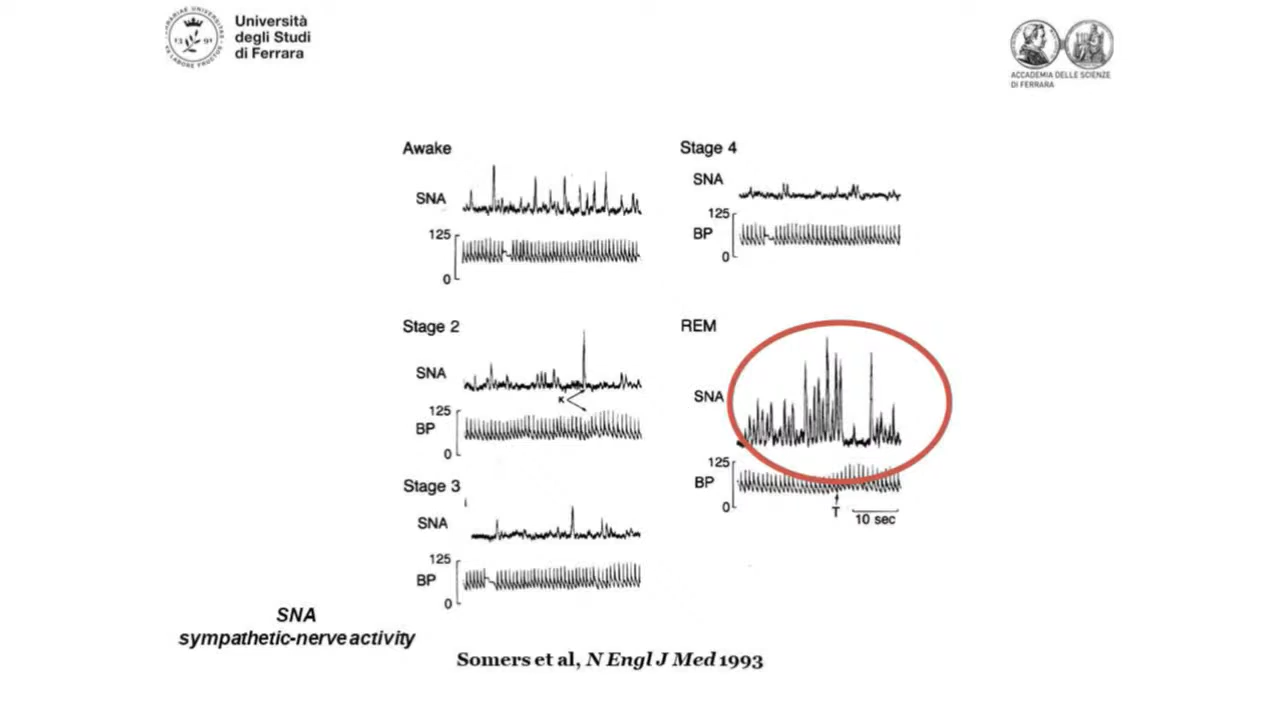 Università
degli Studi
di Ferrara
ACCADEMIA DELLE SCIENZE
DI FERRARA
Awake
SNA
125
0
Stage 2
SNA
K
125
BP
0
Stage 3
SNA
125
BP
0
Stage 4
SNA
125
BP
0
REM
SNA
125
BP
0
T
10 sec
SNA
sympathetic-nerve activity
Somers et al, N Engl J Med 1993